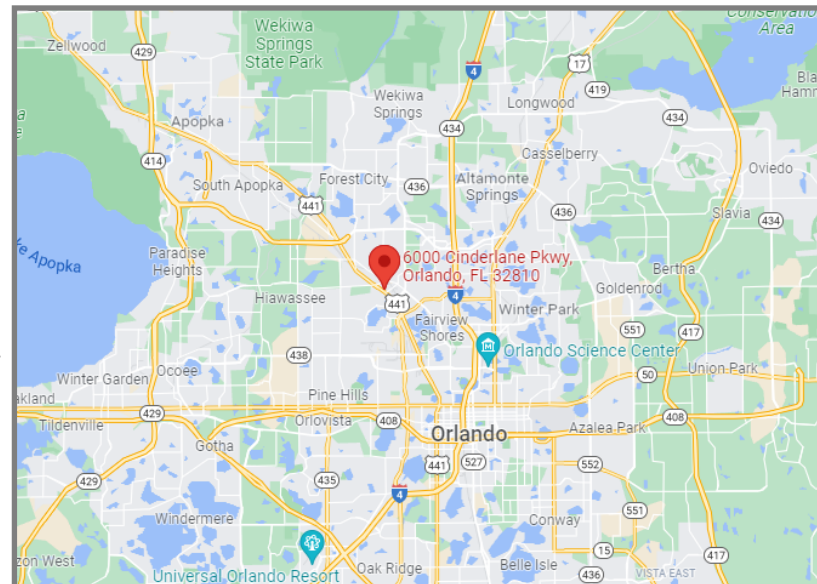 Conservation
Area
Zellwood
429
Wekiwa
Springs
State Park
4
17
419
Wekiwa
Springs
Longwood
Apopka
434
434
414
Casselberry
Oviedo
South Apopka
Forest City
436
Altamonte
Springs
441
436
Slavia
434
Paradise
Heights
6000 Cinderlane Pkwy,
Orlando, FL 32810
Apopka
Bertha
Hiawassee
441
4
Winter Park
Goldenrod
Fairview
Shores
551
417
438
Orlando Science Center
Winter Garden
Ocoee
50
Union Park
Pine Hills
Tildenville
429
Orlovista
408
408
Orlando
Azalea Park
Gotha
441
527
552
435
4
551
Windermere
Conway
15
417
Universal Orlando Resort
Oak Ridge
Belle Isle
436
VISTA EAST